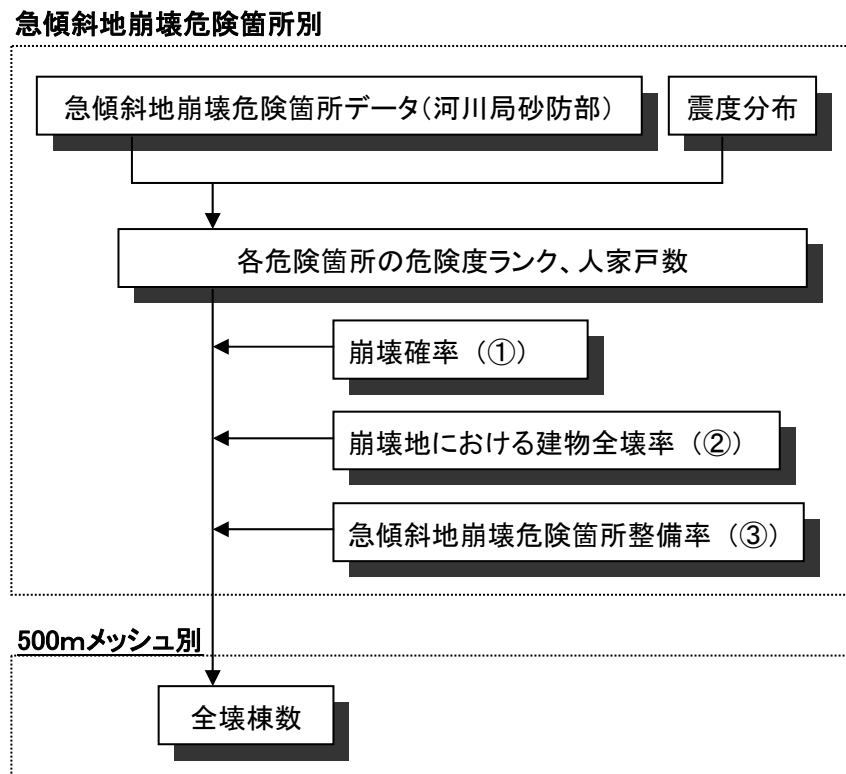 急傾斜地崩壊危険箇所別
急傾斜地崩壊危険箇所データ（河川局砂防部）
震度分布
各危険箇所の危険度ランク、人家戸数
崩壊確率（①）
崩壊地における建物全壊率（②）
急傾斜地崩壊危険箇所整備率（③）
500mメッシュ別
全壊棟数